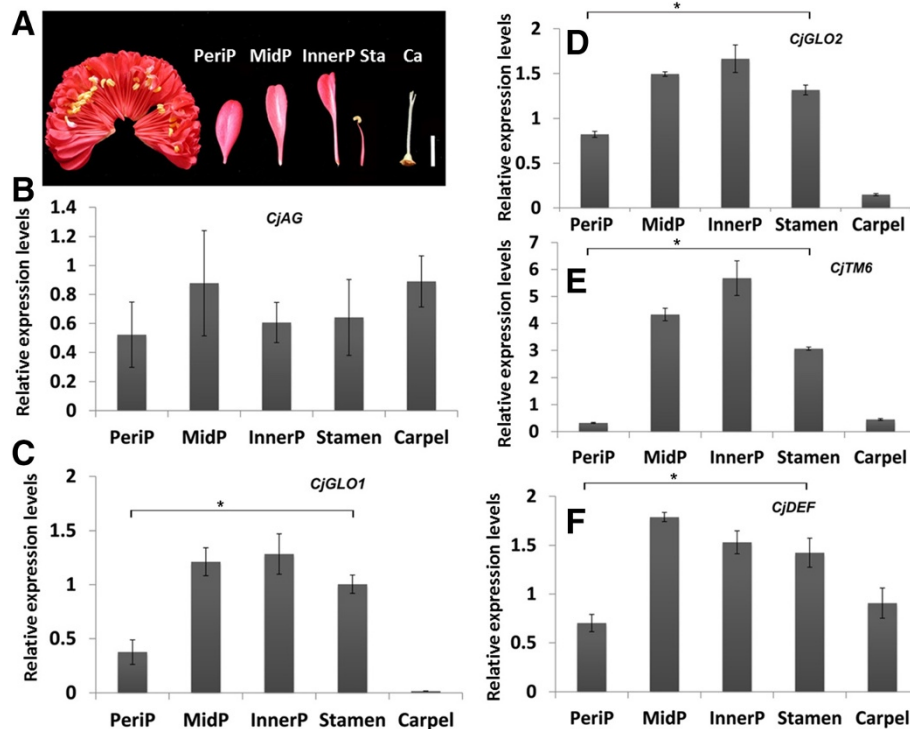 A
PeriP MidP InnerP Sta Ca
B
CjAG
Relative expression levels
1.4
1.2
1
0.8
0.6
0.4
0.2
0
PeriP MidP InnerP Stamen Carpel
C
CjGLO1
Relative expression levels
2
*
1.5
1
0.5
0
PeriP MidP InnerP Stamen Carpel
D
*
CjGLO2
Relative expression levels
2
1.5
1
0.5
0
PeriP MidP InnerP Stamen Carpel
E
*
CjTM6
Relative expression levels
7
6
5
4
3
2
1
0
PeriP MidP InnerP Stamen Carpel
F
*
CjDEF
Relative expression levels
2
1.5
1
0.5
0
PeriP MidP InnerP Stamen Carpel